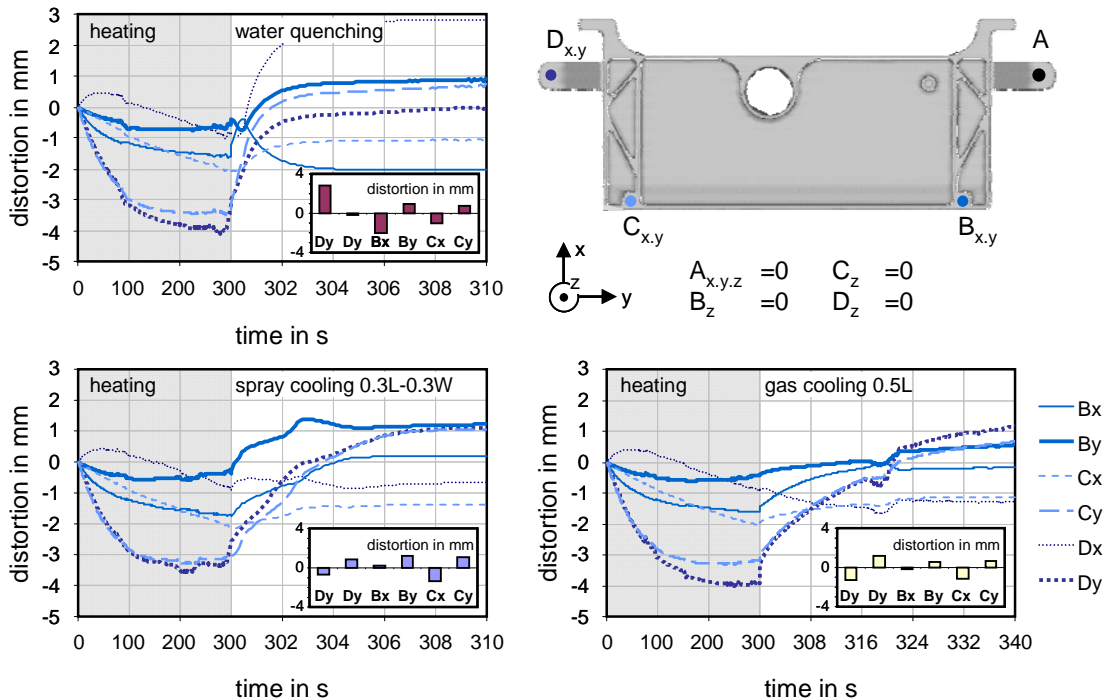 heating
water quenching
distortion in mm
3
2
1
0
-1
-2
-3
-4
-5
distortion in mm
4
0
-4
Dy Dy Bx By Cx Cy
0 100 200 300 302 304 306 308 310
time in s
Dx.y
A
Cx.y
Bx.y
x
z
y
Ax.y.z =0 Cz =0
Bz =0 Dz =0
heating
spray cooling 0.3L-0.3W
distortion in mm
3
2
1
0
-1
-2
-3
-4
-5
distortion in mm
4
0
-4
Dy Dy Bx By Cx Cy
0 100 200 300 302 304 306 308 310
time in s
heating
gas cooling 0.5L
distortion in mm
3
2
1
0
-1
-2
-3
-4
-5
distortion in mm
4
0
-4
Dy Dy Bx By Cx Cy
0 100 200 300 308 316 324 332 340
time in s
Bx
By
Cx
Cy
Dx
Dy